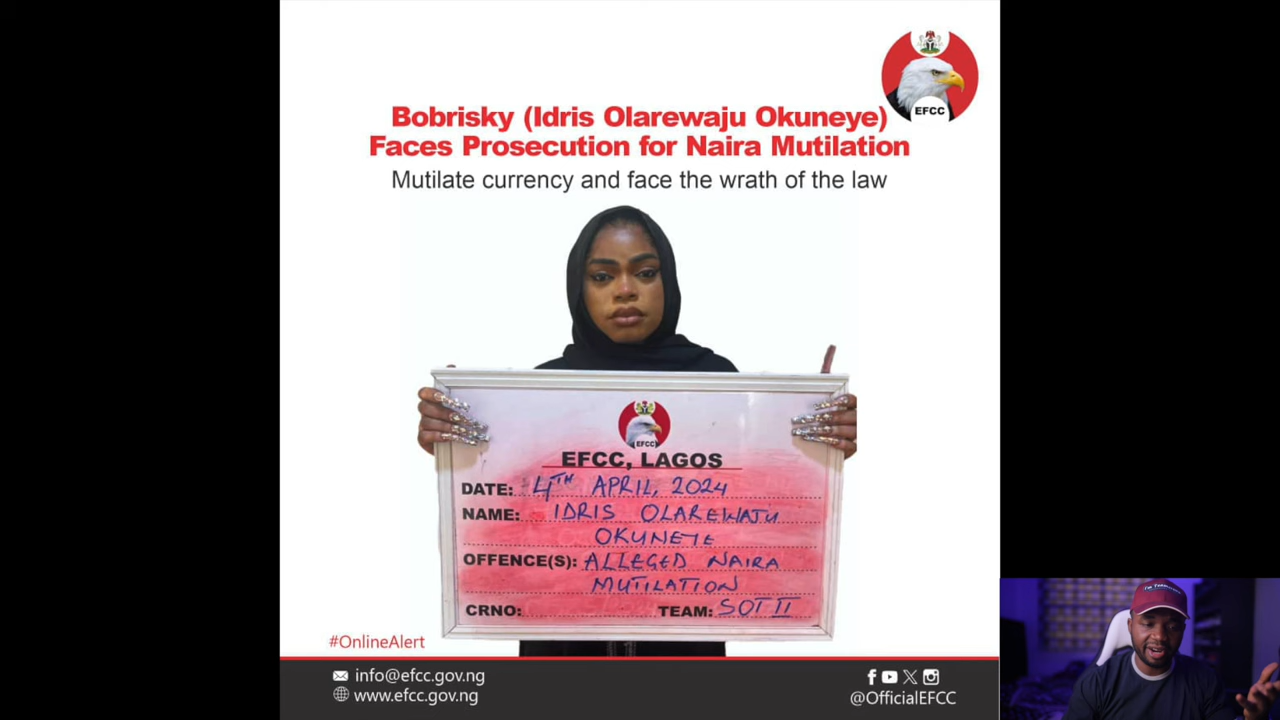 EFCC
Bobrisky (Idris Olarewaju Okuneye)
Faces Prosecution for Naira Mutilation
Mutilate currency and face the wrath of the law
EFCC
EFCC, LAGOS
DATE: 4TH APRIL, 2024
NAME: IDRIS OLAREWAJU
OKUNEYE
OFFENCE(S): ALLEGED NAIRA
MUTILATION
CRNO: TEAM: SOT II
#OnlineAlert
info@efcc.gov.ng
www.efcc.gov.ng
@OfficialEFCC